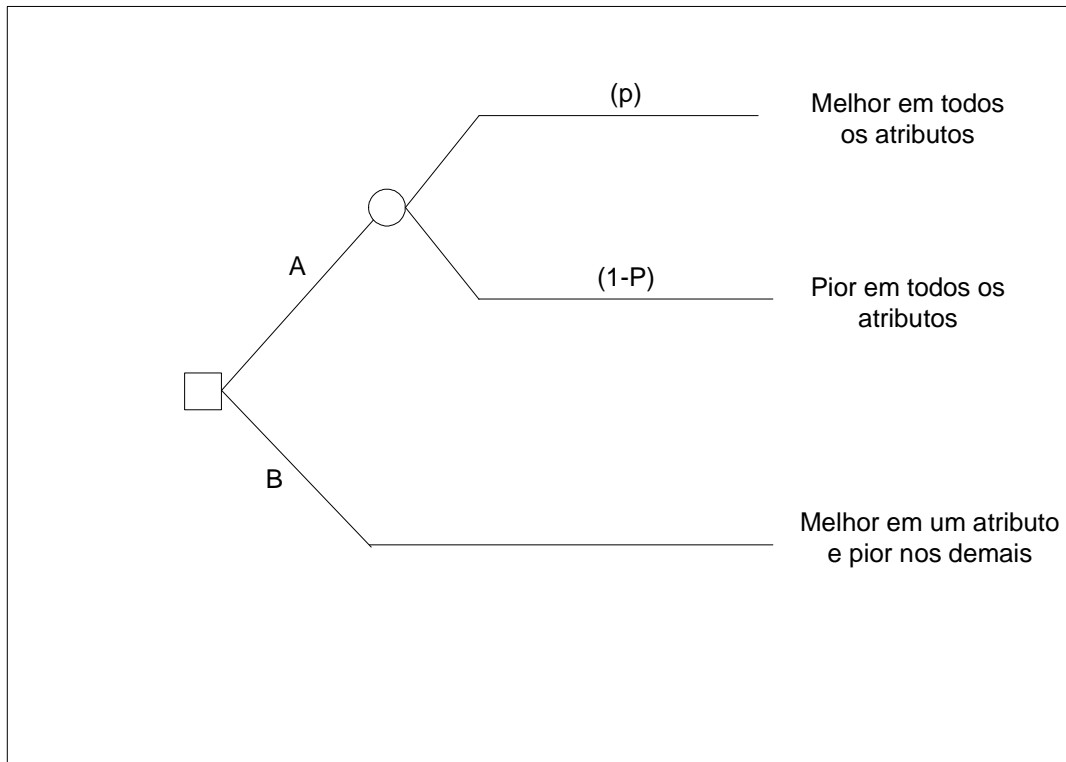 (p)
Melhor em todos
os atributos
A
(1-P)
Pior em todos os
atributos
B
Melhor em um atributo
e pior nos demais